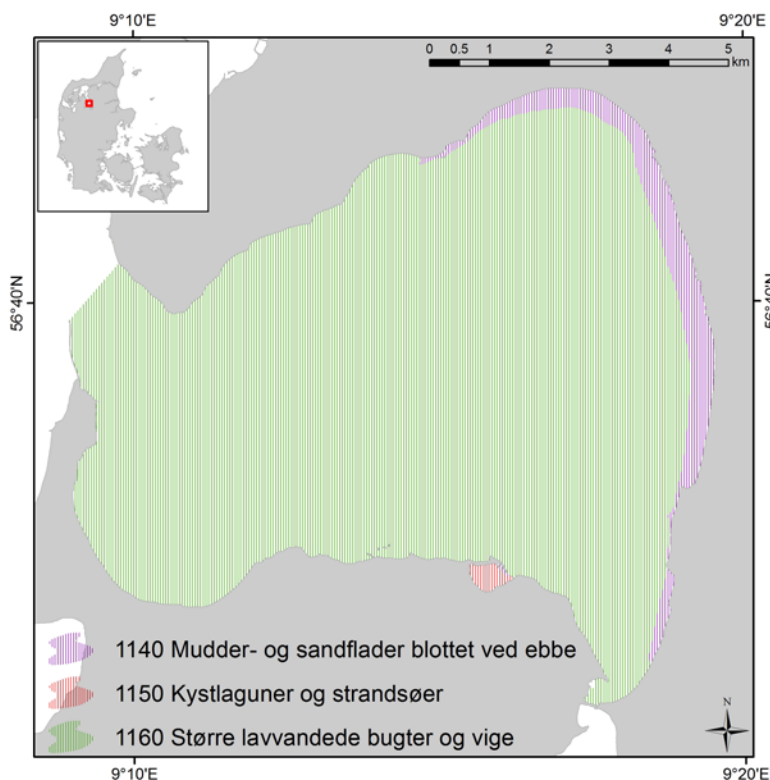 9°10'E 9°20'E
0 0.5 1 2 3 4 5
km
56°40'N 56°40'N
1140 Mudder- og sandflader blottet ved ebbe
1150 Kystlaguner og strandsøer
1160 Større lavvandede bugter og vige
N
9°10'E 9°20'E